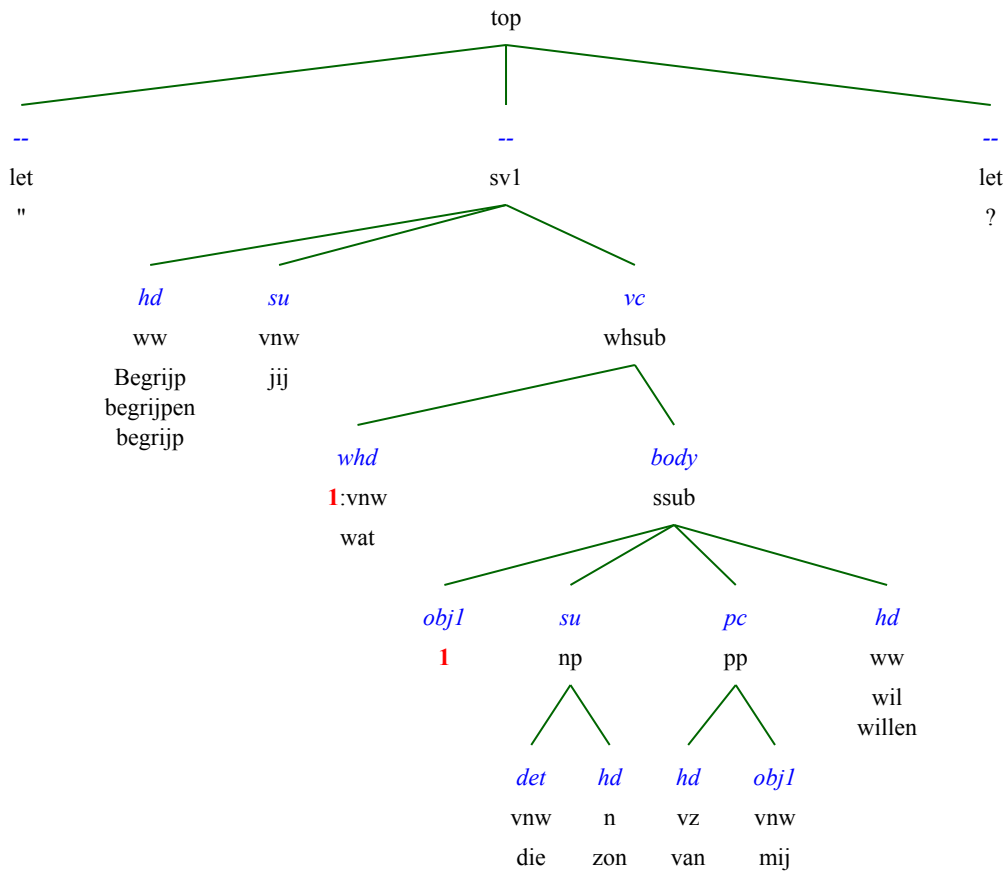 top
-- -- --
let sv1 let
" ?
hd su vc
ww vnw whsub
Begrijp jij
begrijpen
begrijp
whd body
1:vnw ssub
wat
obj1 su pc hd
1 np pp ww
wil
willen
det hd hd obj1
vnw n vz vnw
die zon van mij